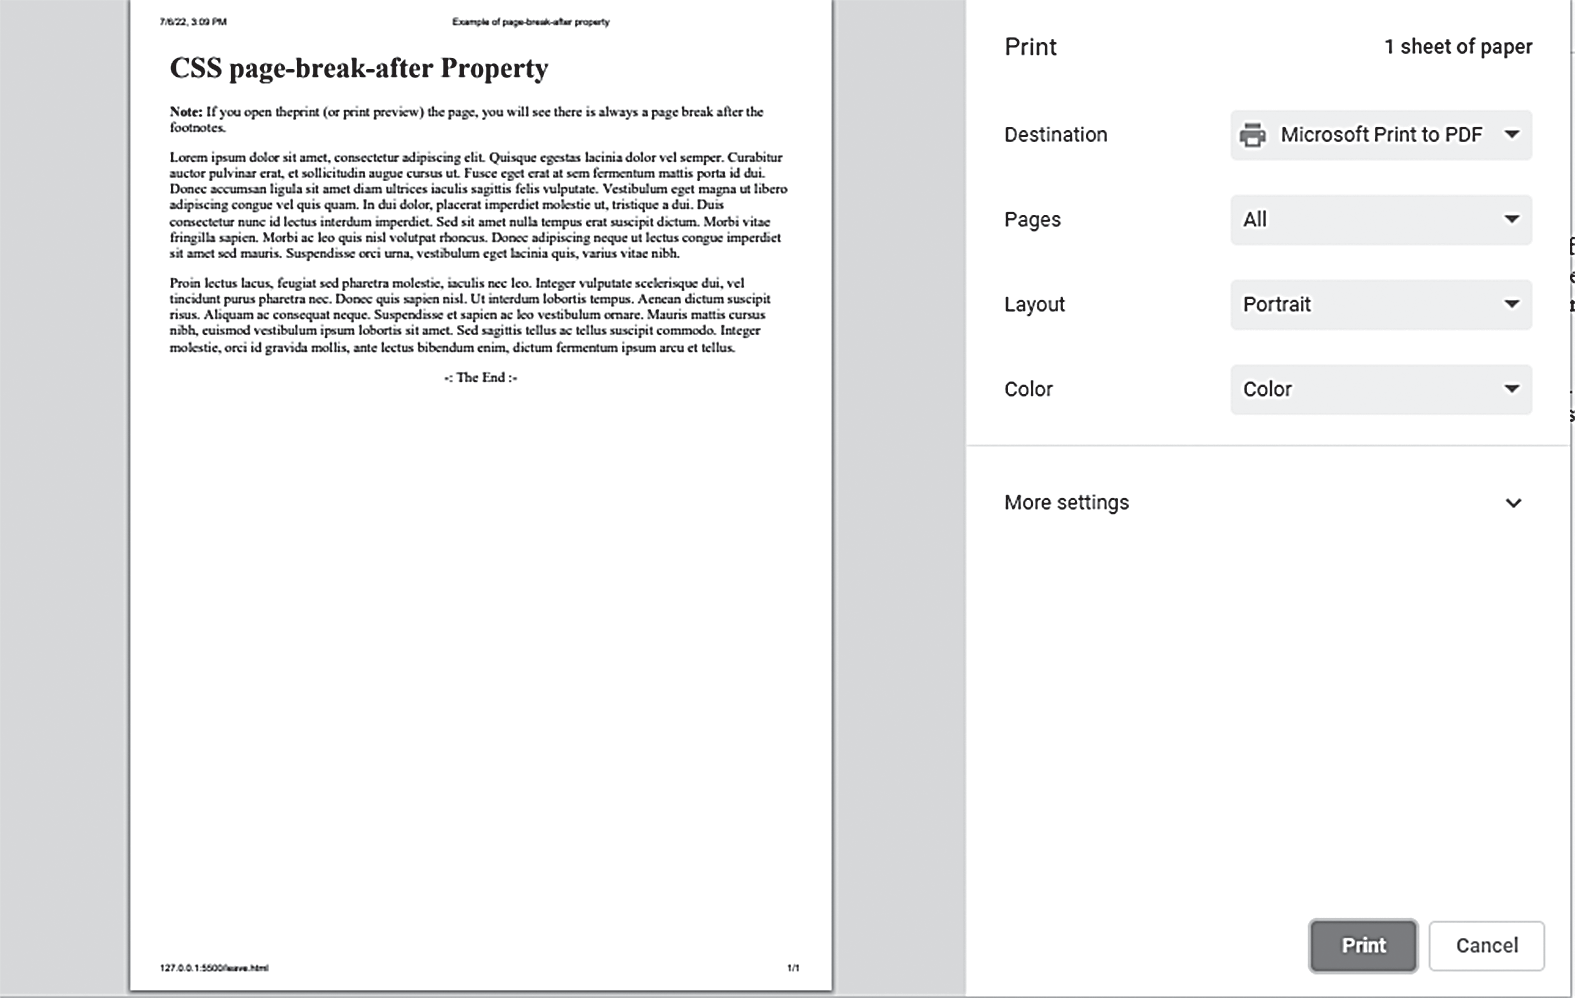 7/6/22, 3:09 PM
Example of page-break-after property
CSS page-break-after Property
Note: If you open theprint (or print preview) the page, you will see there is always a page break after the
footnotes.
Lorem ipsum dolor sit amet, consectetur adipiscing elit. Quisque egestas lacinia dolor vel semper. Curabitur
auctor pulvinar erat, et sollicitudin augue cursus ut. Fusce eget erat at sem fermentum mattis porta id dui.
Donec accumsan ligula sit amet diam ultrices iaculis sagittis felis vulputate. Vestibulum eget magna ut libero
adipiscing congue vel quis quam. In dui dolor, placerat imperdiet molestie ut, tristique a dui. Duis
consectetur nunc id lectus interdum imperdiet. Sed sit amet nulla tempus erat suscipit dictum. Morbi vitae
fringilla sapien. Morbi ac leo quis nisl volutpat rhoncus. Donec adipiscing neque ut lectus congue imperdiet
sit amet sed mauris. Suspendisse orci urna, vestibulum eget lacinia quis, varius vitae nibh.
Proin lectus lacus, feugiat sed pharetra molestie, iaculis nec leo. Integer vulputate scelerisque dui, vel
tincidunt purus pharetra nec. Donec quis sapien nisl. Ut interdum lobortis tempus. Aenean dictum suscipit
risus. Aliquam ac consequat neque. Suspendisse et sapien ac leo vestibulum ornare. Mauris mattis cursus
nibh, euismod vestibulum ipsum lobortis sit amet. Sed sagittis tellus ac tellus suscipit commodo. Integer
molestie, orci id gravida mollis, ante lectus bibendum enim, dictum fermentum ipsum arcu et tellus.
-: The End :-
127.0.0.1:5500/leave.html
1/1
Print
1 sheet of paper
Destination
Microsoft Print to PDF
Pages
All
Layout
Portrait
Color
Color
More settings
Print
Cancel